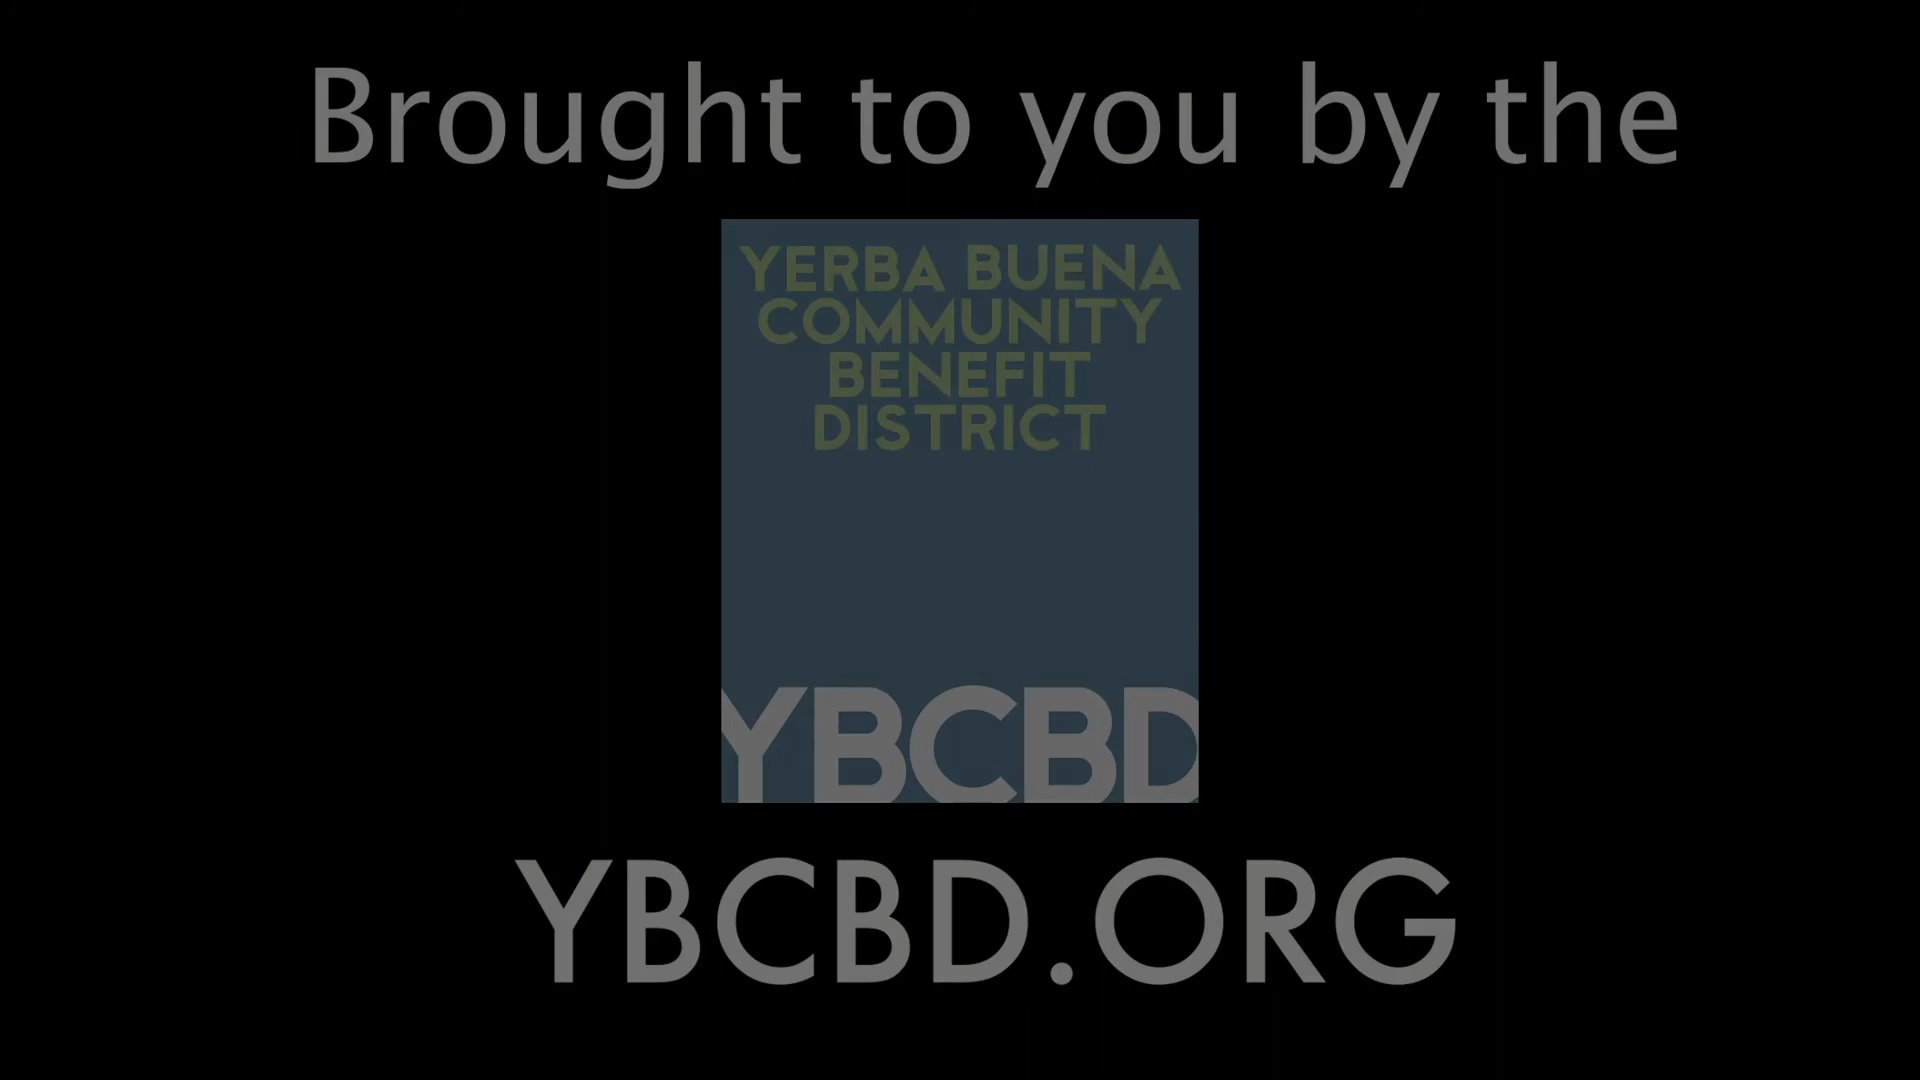 Brought to you by the
YERBA BUENA
COMMUNITY
BENEFIT
DISTRICT
YBCBD
YBCBD.ORG